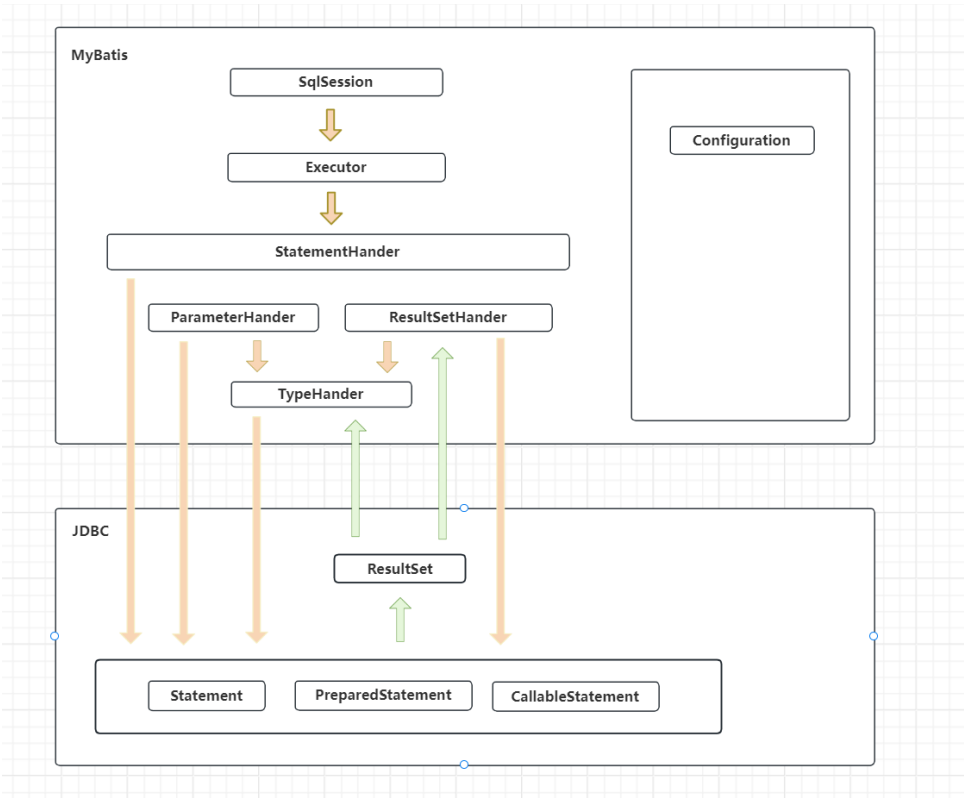 MyBatis
SqlSession
Configuration
Executor
StatementHander
ParameterHander
ResultSetHander
TypeHander
JDBC
ResultSet
Statement
PreparedStatement
CallableStatement